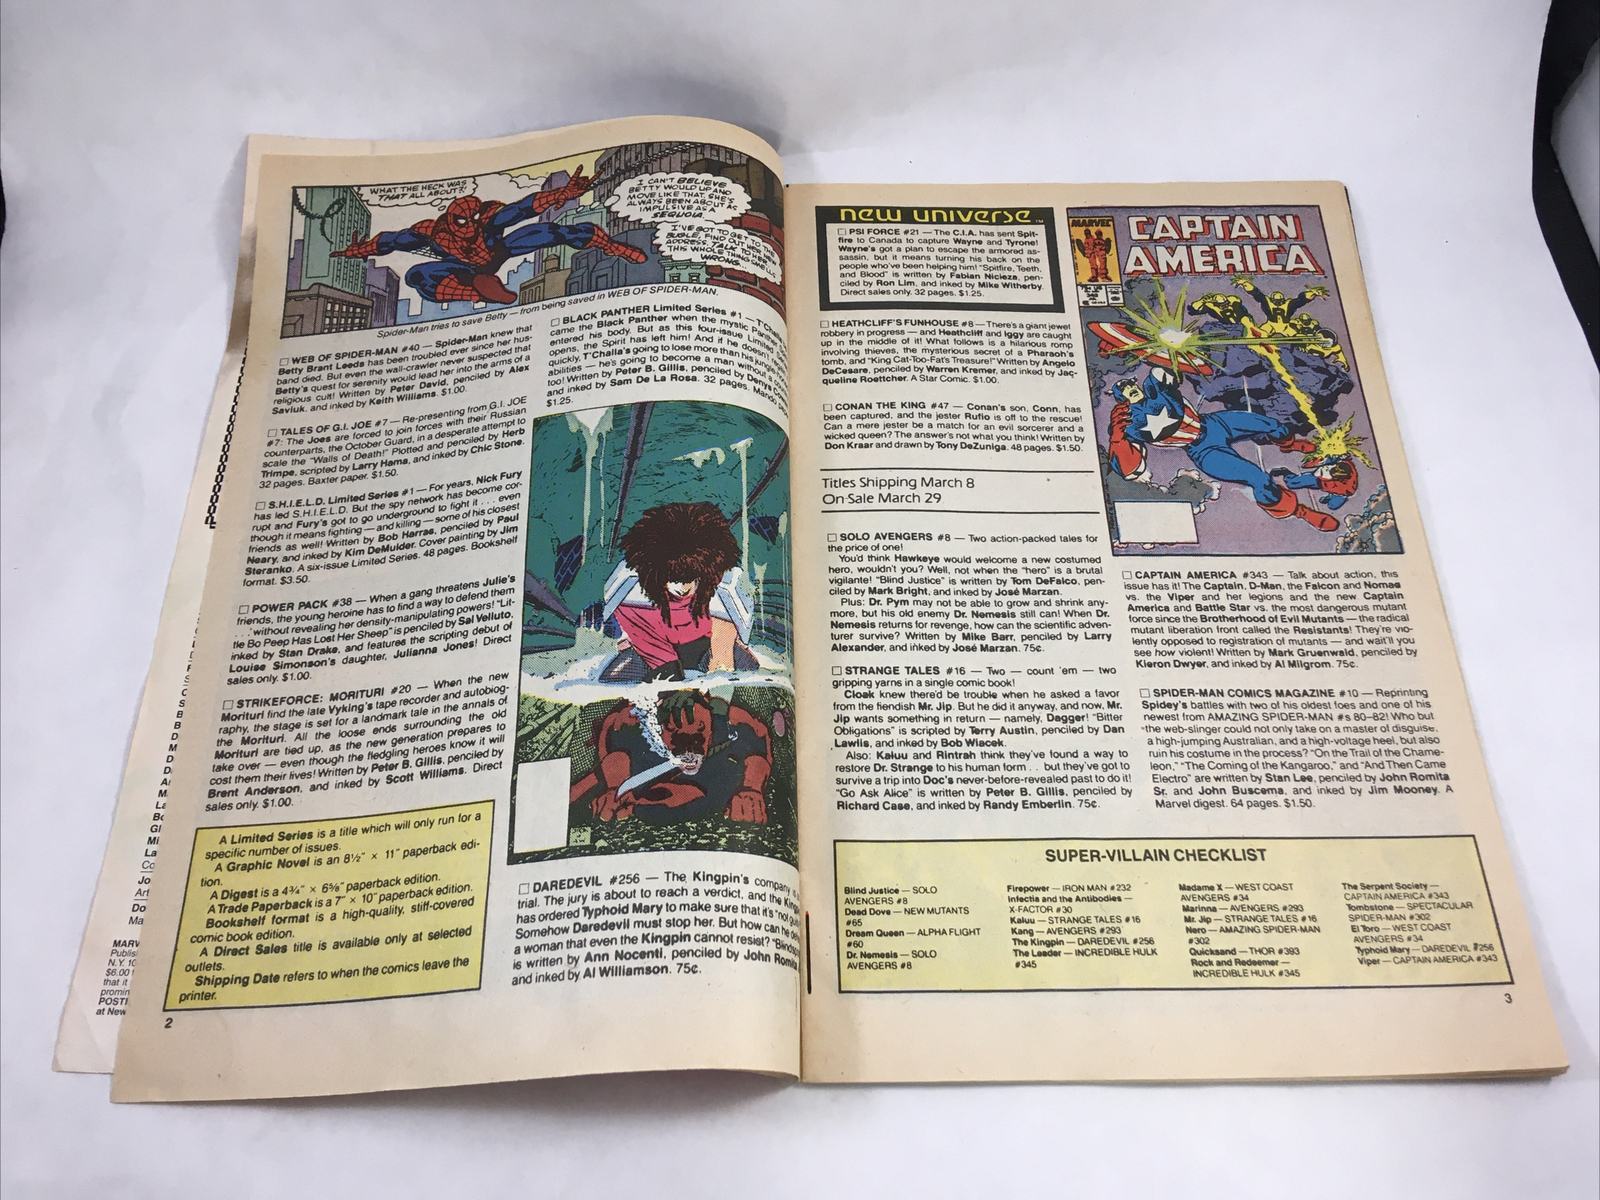 WHAT THE HECK WAS
THAT ALL ABOUT?!
I CAN'T BELIEVE
BETTY WOULD UP AND
MOVE LIKE THAT. SHE'S
ALWAYS BEEN ABOUT AS
IMPULSIVE AS A
SEQUOIA.
I'VE GOT TO GET TO THE
BUGLE, FIND OUT HER NEW
ADDRESS, TALK TO HER.
THIS WHOLE THING SMELLS
WRONG...
Spider-Man tries to save Betty — from being saved in WEB OF SPIDER-MAN.
☐ WEB OF SPIDER-MAN #40 — Spider-Man knew that
Betty Brant Leeds has been troubled ever since her hus-
band died. But even the wall-crawler never suspected that
Betty's quest for serenity would lead her into the arms of a
religious cult! Written by Peter David, penciled by Alex
Saviuk, and inked by Keith Williams. $1.00.
☐ TALES OF G.I. JOE #7 — Re-presenting from G.I. JOE
#7: The Joes are forced to join forces with their Russian
counterparts, the October Guard, in a desperate attempt to
scale the "Walls of Death!" Plotted and penciled by Herb
Trimpe, scripted by Larry Hama, and inked by Chic Stone.
32 pages. Baxter paper. $1.50.
☐ S.H.I.E.L.D. Limited Series #1 — For years, Nick Fury
has led S.H.I.E.L.D. But the spy network has become cor-
rupt and Fury's got to go underground to fight it . . . even
though it means fighting — and killing — some of his closest
friends as well! Written by Bob Harras, penciled by Paul
Neary, and inked by Kim DeMulder. Cover painting by Jim
Steranko. A six-issue Limited Series. 48 pages. Bookshelf
format. $3.50.
☐ POWER PACK #38 — When a gang threatens Julie's
friends, the young heroine has to find a way to defend them
. . . without revealing her density-manipulating powers! "Lit-
tle Bo Peep Has Lost Her Sheep" is penciled by Sal Velluto,
inked by Stan Drake, and features the scripting debut of
Louise Simonson's daughter, Julianna Jones! Direct
sales only. $1.00.
☐ STRIKEFORCE: MORITURI #20 — When the new
Morituri find the late Vyking's tape recorder and autobiog-
raphy, the stage is set for a landmark tale in the annals of
the Morituri. All the loose ends surrounding the old
Morituri are tied up, as the new generation prepares to
take over — even though the fledgling heroes know it will
cost them their lives! Written by Peter B. Gillis, penciled by
Brent Anderson, and inked by Scott Williams. Direct
sales only. $1.00.
A Limited Series is a title which will only run for a
specific number of issues.
A Graphic Novel is an 8½" × 11" paperback edi-
tion.
A Digest is a 4¾" × 6⅝" paperback edition.
A Trade Paperback is a 7" × 10" paperback edition.
Bookshelf format is a high-quality, stiff-covered
comic book edition.
A Direct Sales title is available only at selected
outlets.
Shipping Date refers to when the comics leave the
printer.
2
☐ BLACK PANTHER Limited Series #1 — T'Challa
came the Black Panther when the mystic Panther
entered his body. But as this four-issue Limited
opens, the Spirit has left him! And if he doesn't
quickly, T'Challa's going to lose more than his jungle
abilities — he's going to become a man without
too! Written by Peter B. Gillis, penciled by Denys
and inked by Sam De La Rosa. 32 pages. Mando
$1.25.
☐ DAREDEVIL #256 — The Kingpin's company
trial. The jury is about to reach a verdict, and the
has ordered Typhoid Mary to make sure that it's "not
Somehow Daredevil must stop her. But how can he
a woman that even the Kingpin cannot resist?
is written by Ann Nocenti, penciled by John
and inked by Al Williamson. 75¢.
new universe™
☐ PSI FORCE #21 — The C.I.A. has sent Spit-
fire to Canada to capture Wayne and Tyrone!
Wayne's got a plan to escape the armored as-
sassin, but it means turning his back on the
people who've been helping him! "Spitfire, Teeth,
and Blood" is written by Fabian Nicieza, pen-
ciled by Ron Lim, and inked by Mike Witherby.
Direct sales only. 32 pages. $1.25.
☐ HEATHCLIFF'S FUNHOUSE #8 — There's a giant jewel
robbery in progress — and Heathcliff and Iggy are caught
up in the middle of it! What follows is a hilarious romp
involving thieves, the mysterious secret of a Pharaoh's
tomb, and "King Cat-Too-Fat's Treasure!" Written by Angelo
DeCesare, penciled by Warren Kremer, and inked by Jac-
queline Roettcher. A Star Comic. $1.00.
☐ CONAN THE KING #47 — Conan's son, Conn, has
been captured, and the jester Rufio is off to the rescue!
Can a mere jester be a match for an evil sorcerer and a
wicked queen? The answer's not what you think! Written by
Don Kraar and drawn by Tony DeZuniga. 48 pages. $1.50.
Titles Shipping March 8
On Sale March 29
☐ SOLO AVENGERS #8 — Two action-packed tales for
the price of one!
You'd think Hawkeye would welcome a new costumed
hero, wouldn't you? Well, not when the "hero" is a brutal
vigilante! "Blind Justice" is written by Tom DeFalco, pen-
ciled by Mark Bright, and inked by José Marzan.
Plus: Dr. Pym may not be able to grow and shrink any-
more, but his old enemy Dr. Nemesis still can! When Dr.
Nemesis returns for revenge, how can the scientific adven-
turer survive? Written by Mike Barr, penciled by Larry
Alexander, and inked by José Marzan. 75¢.
☐ STRANGE TALES #16 — Two — count 'em — two
gripping yarns in a single comic book!
Cloak knew there'd be trouble when he asked a favor
from the fiendish Mr. Jip. But he did it anyway, and now, Mr.
Jip wants something in return — namely, Dagger! "Bitter
Obligations" is scripted by Terry Austin, penciled by Dan
Lawlis, and inked by Bob Wiacek.
Also: Kaluu and Rintrah think they've found a way to
restore Dr. Strange to his human form . . . but they've got to
survive a trip into Doc's never-before-revealed past to do it!
"Go Ask Alice" is written by Peter B. Gillis, penciled by
Richard Case, and inked by Randy Emberlin. 75¢.
MARVEL
CAPTAIN
AMERICA
☐ CAPTAIN AMERICA #343 — Talk about action, this
issue has it! The Captain, D-Man, the Falcon and Nomad
vs. the Viper and her legions and the new Captain
America and Battle Star vs. the most dangerous mutant
force since the Brotherhood of Evil Mutants — the radical
mutant liberation front called the Resistants! They're vio-
lently opposed to registration of mutants — and wait'll you
see how violent! Written by Mark Gruenwald, penciled by
Kieron Dwyer, and inked by Al Milgrom. 75¢.
☐ SPIDER-MAN COMICS MAGAZINE #10 — Reprinting
Spidey's battles with two of his oldest foes and one of his
newest from AMAZING SPIDER-MAN #s 80–82! Who but
the web-slinger could not only take on a master of disguise,
a high-jumping Australian, and a high-voltage heel, but also
ruin his costume in the process? "On the Trail of the Chame-
leon," "The Coming of the Kangaroo," and "And Then Came
Electro" are written by Stan Lee, penciled by John Romita
Sr. and John Buscema, and inked by Jim Mooney. A
Marvel digest. 64 pages. $1.50.
SUPER-VILLAIN CHECKLIST
Blind Justice — SOLO
AVENGERS #8
Dead Dove — NEW MUTANTS
#65
Dream Queen — ALPHA FLIGHT
#60
Dr. Nemesis — SOLO
AVENGERS #8
Firepower — IRON MAN #232
Infectia and the Antibodies —
X-FACTOR #30
Kaluu — STRANGE TALES #16
Kang — AVENGERS #293
The Kingpin — DAREDEVIL #256
The Leader — INCREDIBLE HULK
#345
Madame X — WEST COAST
AVENGERS #34
Marinna — AVENGERS #293
Mr. Jip — STRANGE TALES #16
Nero — AMAZING SPIDER-MAN
#302
Quicksand — THOR #393
Rock and Redeemer —
INCREDIBLE HULK #345
The Serpent Society —
CAPTAIN AMERICA #343
Tombstone — SPECTACULAR
SPIDER-MAN #302
El Toro — WEST COAST
AVENGERS #34
Typhoid Mary — DAREDEVIL #256
Viper — CAPTAIN AMERICA #343
3
MARV
Publish
N.Y. 10
$6.00
that it
promin
POST
at New